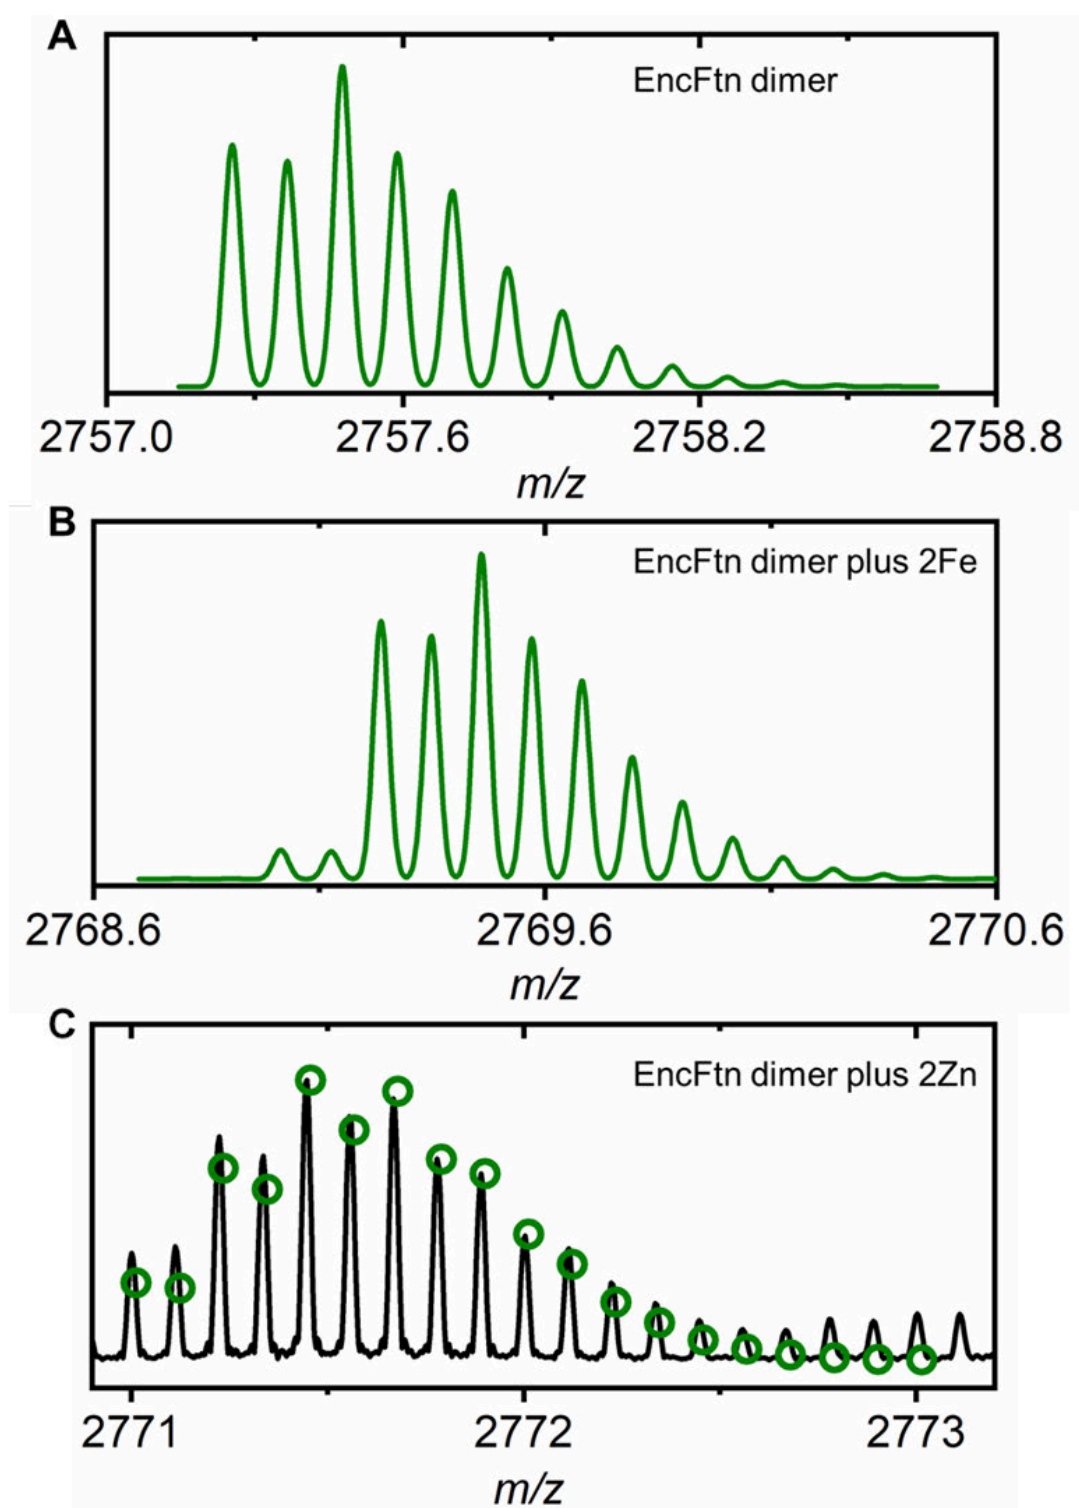 A
EncFtn dimer
2757.0 2757.6 2758.2 2758.8
m/z
B
EncFtn dimer plus 2Fe
2768.6 2769.6 2770.6
m/z
C
EncFtn dimer plus 2Zn
2771 2772 2773
m/z